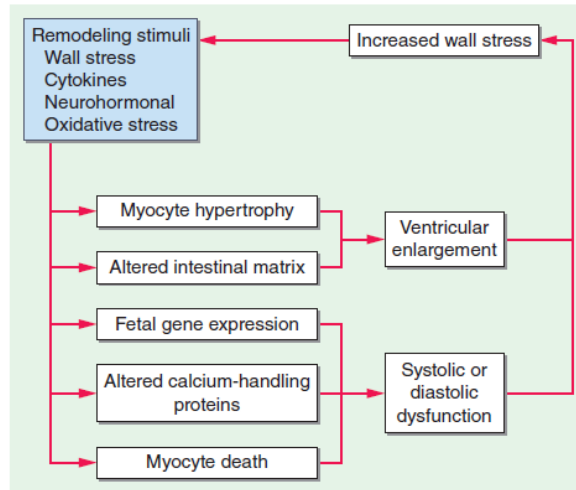 Remodeling stimuli
Wall stress
Cytokines
Neurohormonal
Oxidative stress
Increased wall stress
Myocyte hypertrophy
Altered intestinal matrix
Ventricular
enlargement
Fetal gene expression
Altered calcium-handling
proteins
Myocyte death
Systolic or
diastolic
dysfunction